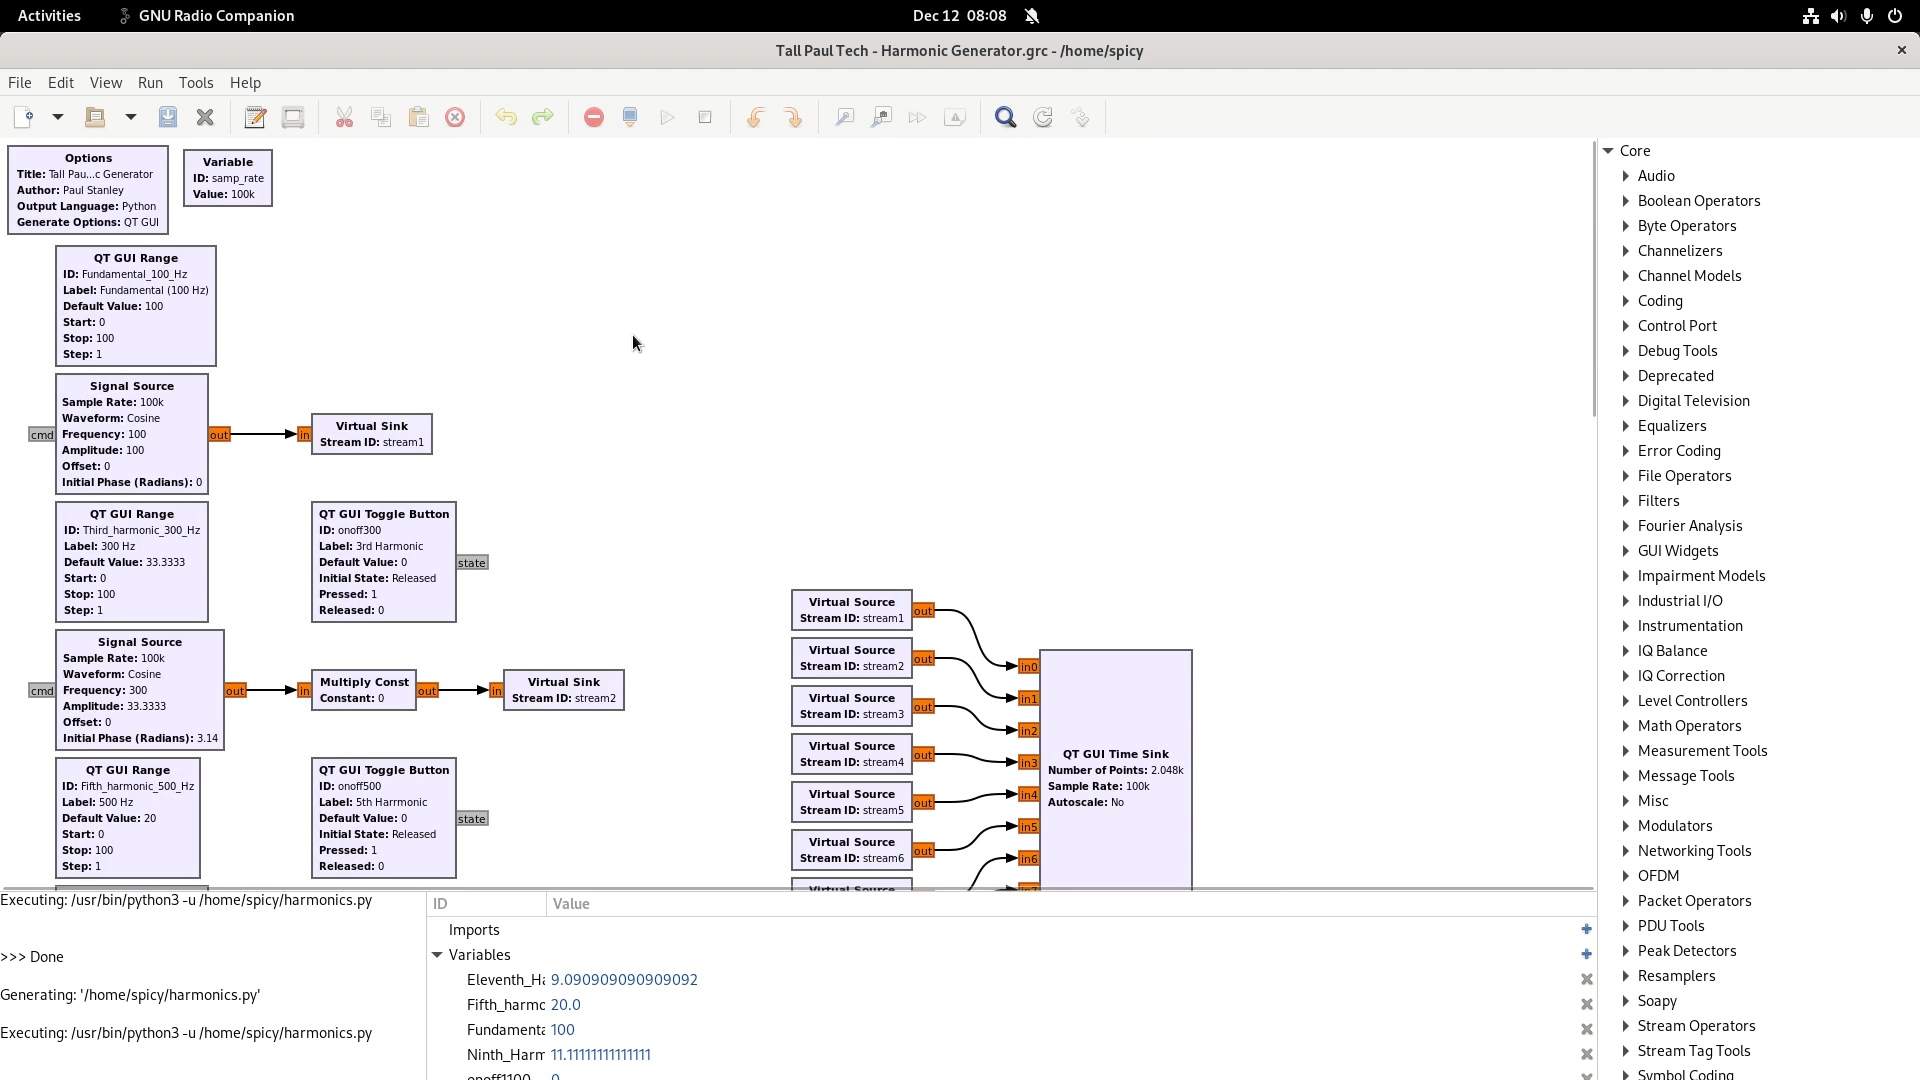 Activities
GNU Radio Companion
Dec 12 08:08
Tall Paul Tech - Harmonic Generator.grc - /home/spicy
File Edit View Run Tools Help
Options
Title: Tall Pau...c Generator
Author: Paul Stanley
Output Language: Python
Generate Options: QT GUI
Variable
ID: samp_rate
Value: 100k
QT GUI Range
ID: Fundamental_100_Hz
Label: Fundamental (100 Hz)
Default Value: 100
Start: 0
Stop: 100
Step: 1
Signal Source
Sample Rate: 100k
Waveform: Cosine
Frequency: 100
Amplitude: 100
Offset: 0
Initial Phase (Radians): 0
cmd
out
in
Virtual Sink
Stream ID: stream1
QT GUI Range
ID: Third_harmonic_300_Hz
Label: 300 Hz
Default Value: 33.3333
Start: 0
Stop: 100
Step: 1
QT GUI Toggle Button
ID: onoff300
Label: 3rd Harmonic
Default Value: 0
Initial State: Released
Pressed: 1
Released: 0
state
Signal Source
Sample Rate: 100k
Waveform: Cosine
Frequency: 300
Amplitude: 33.3333
Offset: 0
Initial Phase (Radians): 3.14
cmd
out
in
Multiply Const
Constant: 0
out
in
Virtual Sink
Stream ID: stream2
QT GUI Range
ID: Fifth_harmonic_500_Hz
Label: 500 Hz
Default Value: 20
Start: 0
Stop: 100
Step: 1
QT GUI Toggle Button
ID: onoff500
Label: 5th Harrmonic
Default Value: 0
Initial State: Released
Pressed: 1
Released: 0
state
Virtual Source
Stream ID: stream1
out
Virtual Source
Stream ID: stream2
out
Virtual Source
Stream ID: stream3
out
Virtual Source
Stream ID: stream4
out
Virtual Source
Stream ID: stream5
out
Virtual Source
Stream ID: stream6
out
Virtual Source
in0
in1
in2
in3
in4
in5
in6
in7
QT GUI Time Sink
Number of Points: 2.048k
Sample Rate: 100k
Autoscale: No
Core
Audio
Boolean Operators
Byte Operators
Channelizers
Channel Models
Coding
Control Port
Debug Tools
Deprecated
Digital Television
Equalizers
Error Coding
File Operators
Filters
Fourier Analysis
GUI Widgets
Impairment Models
Industrial I/O
Instrumentation
IQ Balance
IQ Correction
Level Controllers
Math Operators
Measurement Tools
Message Tools
Misc
Modulators
Networking Tools
OFDM
Packet Operators
PDU Tools
Peak Detectors
Resamplers
Soapy
Stream Operators
Stream Tag Tools
Symbol Coding
Executing: /usr/bin/python3 -u /home/spicy/harmonics.py
>>> Done
Generating: '/home/spicy/harmonics.py'
Executing: /usr/bin/python3 -u /home/spicy/harmonics.py
ID Value
Imports
Variables
Eleventh_Ha 9.090909090909092
Fifth_harmo 20.0
Fundamenta 100
Ninth_Harm 11.11111111111111
onoff1100 0